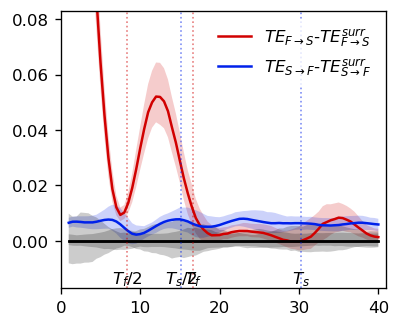 0.08
0.06
0.04
0.02
0.00
TE_{F→S}-TE^{surr}_{F→S}
TE_{S→F}-TE^{surr}_{S→F}
T_f/2 T_s/2 T_f T_s
0 10 20 30 40